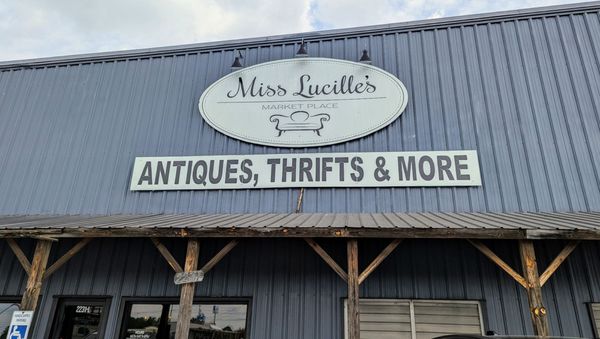 Miss Lucille's
MARKET PLACE
ANTIQUES, THRIFTS & MORE